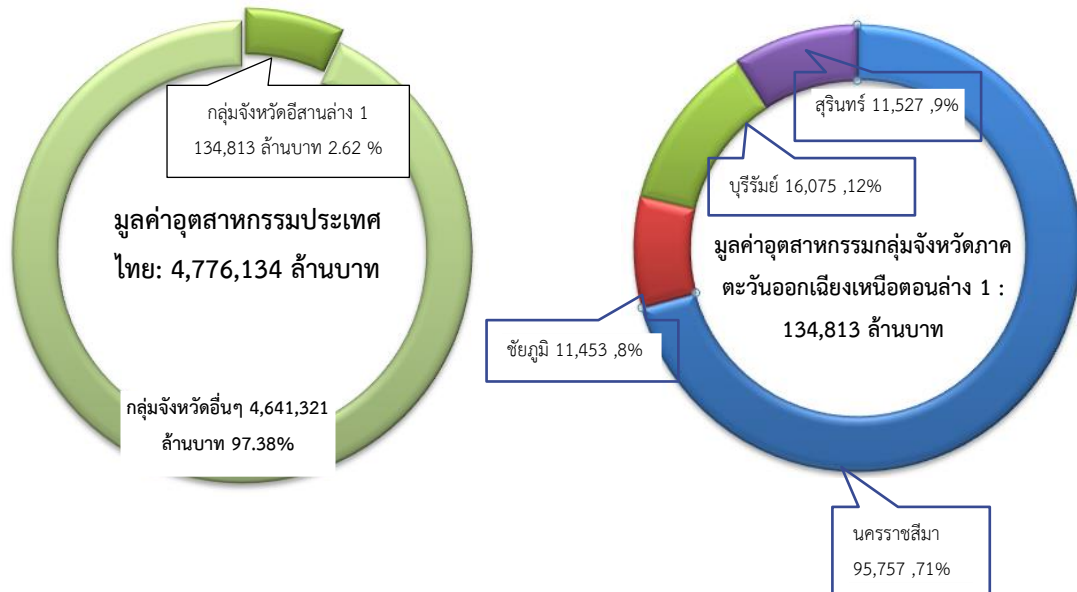 กลุ่มจังหวัดอีสานล่าง 1
134,813 ล้านบาท 2.62 %
มูลค่าอุตสาหกรรมประเทศ
ไทย: 4,776,134 ล้านบาท
กลุ่มจังหวัดอื่นๆ 4,641,321
ล้านบาท 97.38%
สุรินทร์ 11,527 ,9%
บุรีรัมย์ 16,075 ,12%
มูลค่าอุตสาหกรรมกลุ่มจังหวัดภาค
ตะวันออกเฉียงเหนือตอนล่าง 1 :
134,813 ล้านบาท
ชัยภูมิ 11,453 ,8%
นครราชสีมา
95,757 ,71%